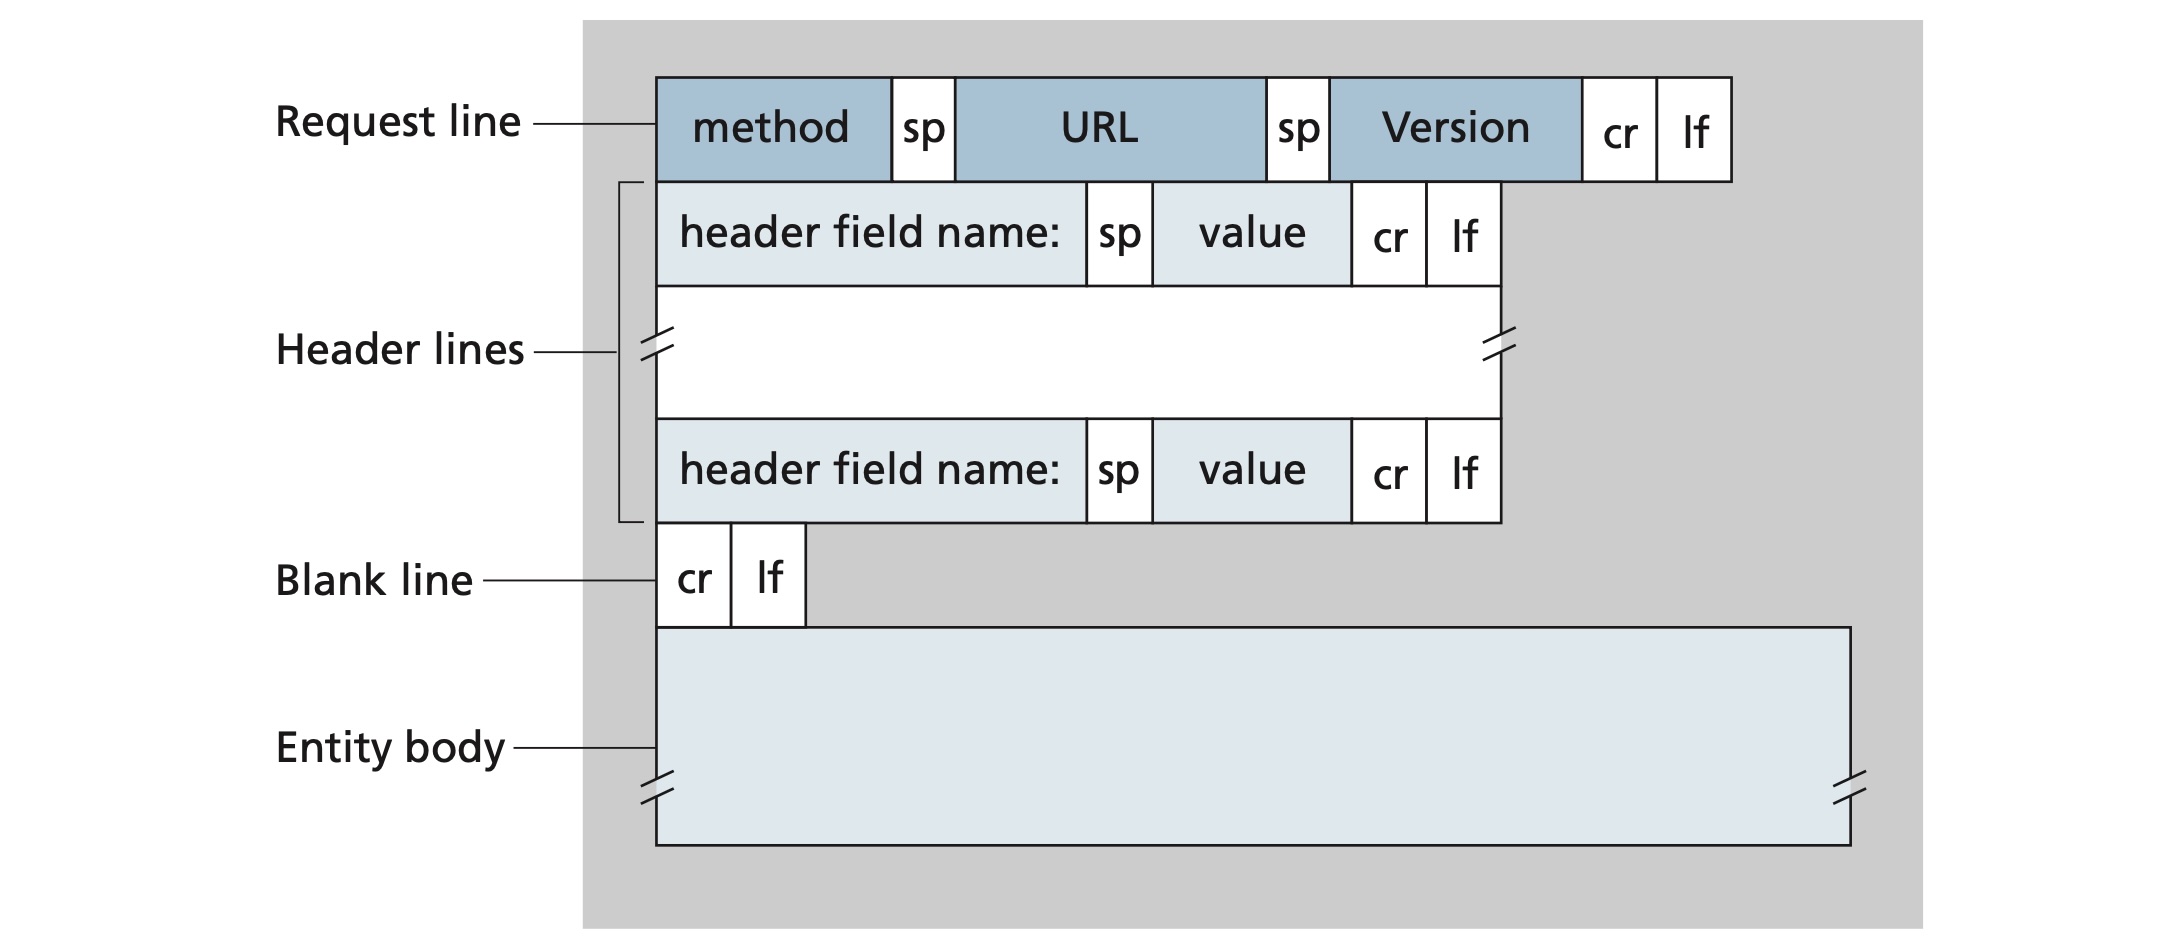 Request line method sp URL sp Version cr lf
header field name: sp value cr lf
Header lines
header field name: sp value cr lf
Blank line cr lf
Entity body